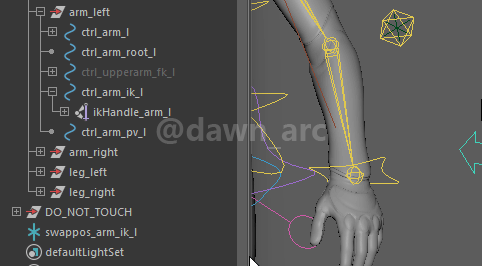 arm_left
ctrl_arm_l
ctrl_arm_root_l
ctrl_upperarm_fk_l
ctrl_arm_ik_l
ikHandle_arm_l
ctrl_arm_pv_l
@dawn_arc
arm_right
leg_left
leg_right
DO_NOT_TOUCH
swappos_arm_ik_l
defaultLightSet